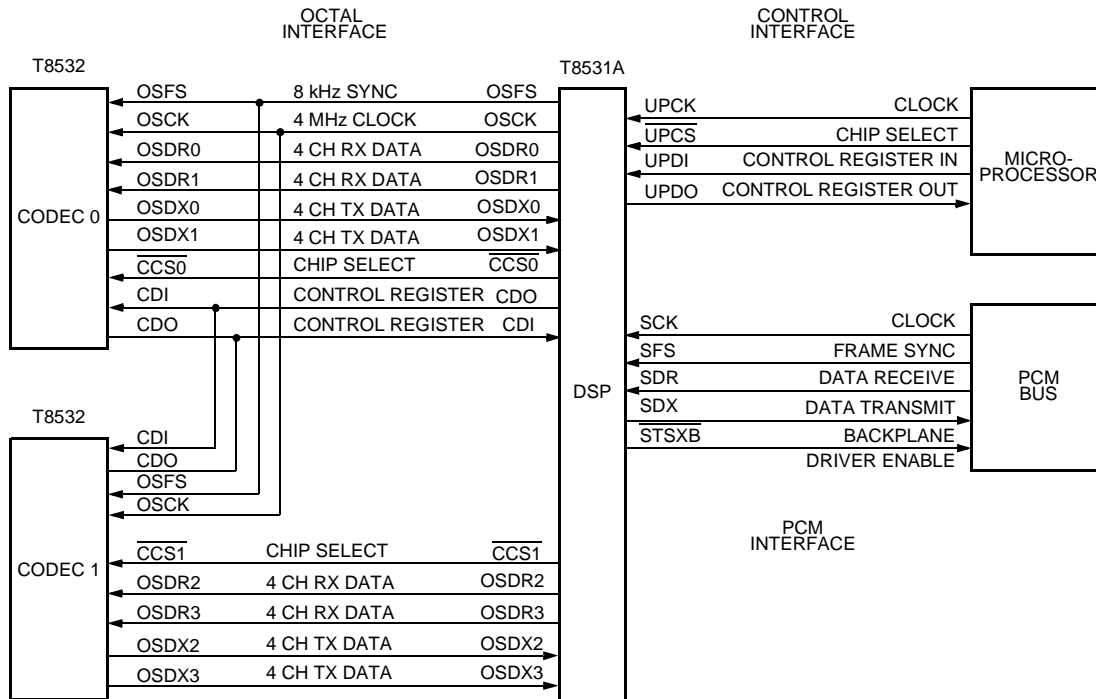 OCTAL
INTERFACE
CONTROL
INTERFACE
T8532
T8531A
OSFS 8 kHz SYNC OSFS
OSCK 4 MHz CLOCK OSCK
OSDR0 4 CH RX DATA OSDR0
OSDR1 4 CH RX DATA OSDR1
OSDX0 4 CH TX DATA OSDX0
OSDX1 4 CH TX DATA OSDX1
CCS0 CHIP SELECT CCS0
CDI CONTROL REGISTER CDO
CDO CONTROL REGISTER CDI
CODEC 0
UPCK CLOCK
UPCS CHIP SELECT
UPDI CONTROL REGISTER IN
UPDO CONTROL REGISTER OUT
MICRO-
PROCESSOR
DSP
SCK CLOCK
SFS FRAME SYNC
SDR DATA RECEIVE
SDX DATA TRANSMIT
STSXB BACKPLANE
DRIVER ENABLE
PCM
BUS
PCM
INTERFACE
T8532
CDI
CDO
OSFS
OSCK
CODEC 1
CCS1 CHIP SELECT CCS1
OSDR2 4 CH RX DATA OSDR2
OSDR3 4 CH RX DATA OSDR3
OSDX2 4 CH TX DATA OSDX2
OSDX3 4 CH TX DATA OSDX3